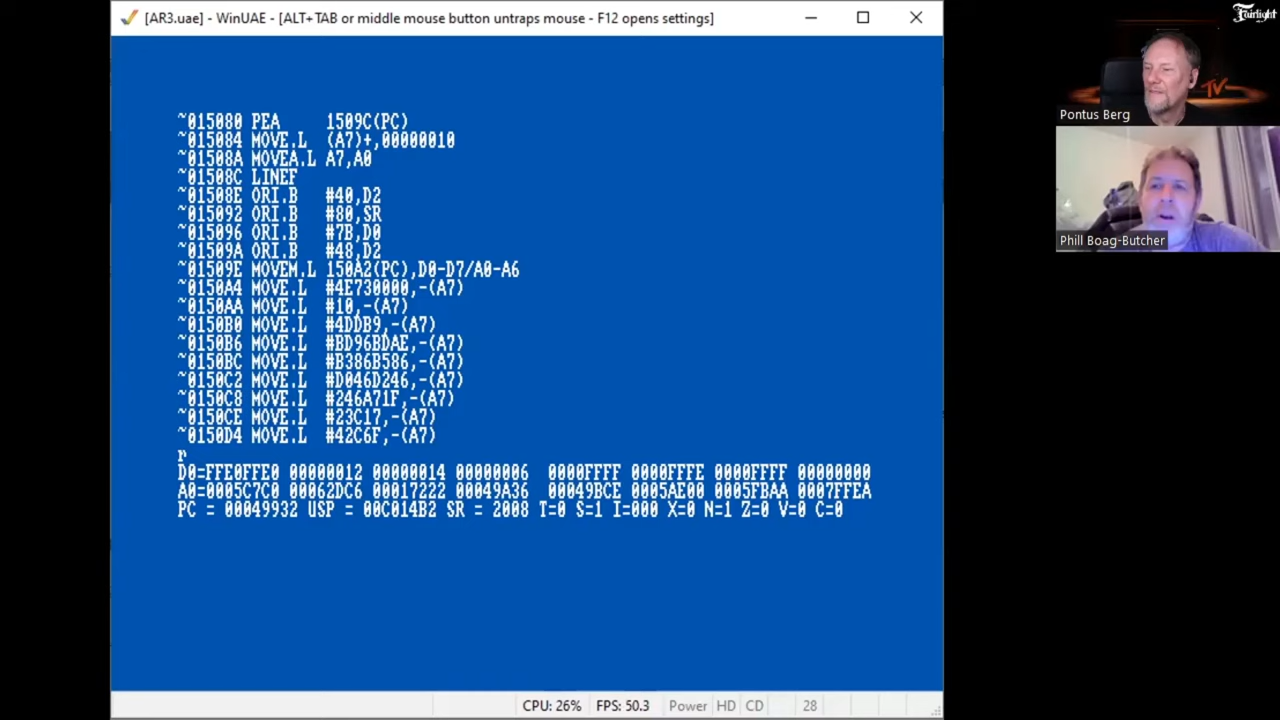 [AR3.uae] - WinUAE - [ALT+TAB or middle mouse button untraps mouse - F12 opens settings]
~015080 PEA 1509C(PC)
~015084 MOVE.L (A7)+,00000010
~01508A MOVEA.L A7,A0
~01508C LINEF
~01508E ORI.B #40,D2
~015092 ORI.B #80,SR
~015096 ORI.B #7B,D0
~01509A ORI.B #48,D2
~01509E MOVEM.L 150A2(PC),D0-D7/A0-A6
~0150A4 MOVE.L #4E730000,-(A7)
~0150AA MOVE.L #10,-(A7)
~0150B0 MOVE.L #4DDB9,-(A7)
~0150B6 MOVE.L #BD96BDAE,-(A7)
~0150BC MOVE.L #B386B586,-(A7)
~0150C2 MOVE.L #D046D246,-(A7)
~0150C8 MOVE.L #246A71F,-(A7)
~0150CE MOVE.L #23C17,-(A7)
~0150D4 MOVE.L #42C6F,-(A7)
r
D0=FFE0FFE0 00000012 00000014 00000006 0000FFFF 0000FFFE 0000FFFF 00000000
A0=0005C7C0 00062DC6 00017222 00049A36 00049BCE 0005AE00 0005FBAA 0007FFEA
PC = 00049932 USP = 00C014B2 SR = 2008 T=0 S=1 I=000 X=0 N=1 Z=0 V=0 C=0
CPU: 26% FPS: 50.3 Power HD CD 28
Fairlight
TV
Pontus Berg
Phill Boag-Butcher